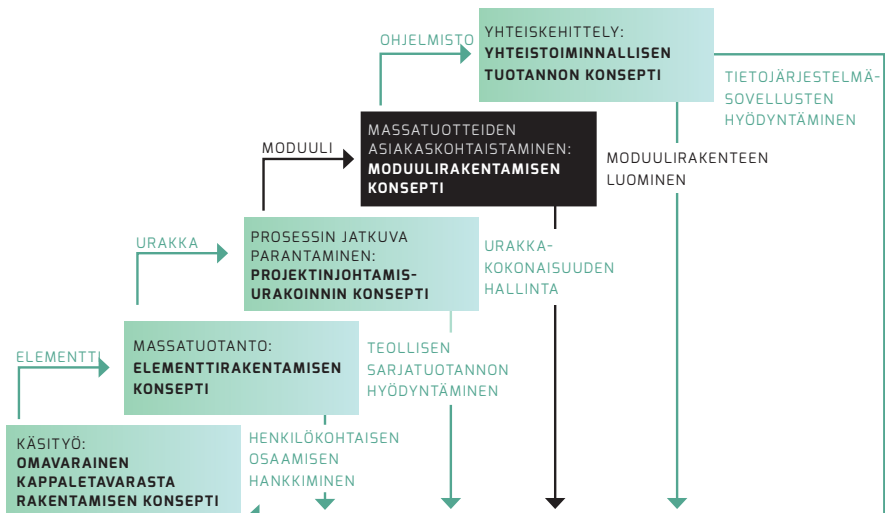 OHJELMISTO
YHTEISKEHITTELY:
YHTEISTOIMINNALLISEN
TUOTANNON KONSEPTI
TIETOJÄRJESTELMÄ-
SOVELLUSTEN
HYÖDYNTÄMINEN
MODUULI
MASSATUOTTEIDEN
ASIAKASKOHTAISTAMINEN:
MODUULIRAKENTAMISEN
KONSEPTI
MODUULIRAKENTEEN
LUOMINEN
URAKKA
PROSESSIN JATKUVA
PARANTAMINEN:
PROJEKTINJOHTAMIS-
URAKOINNIN KONSEPTI
URAKKA-
KOKONAISUUDEN
HALLINTA
ELEMENTTI
MASSATUOTANTO:
ELEMENTTIRAKENTAMISEN
KONSEPTI
TEOLLISEN
SARJATUOTANNON
HYÖDYNTÄMINEN
KÄSITYÖ:
OMAVARAINEN
KAPPALETAVARASTA
RAKENTAMISEN KONSEPTI
HENKILÖKOHTAISEN
OSAAMISEN
HANKKIMINEN